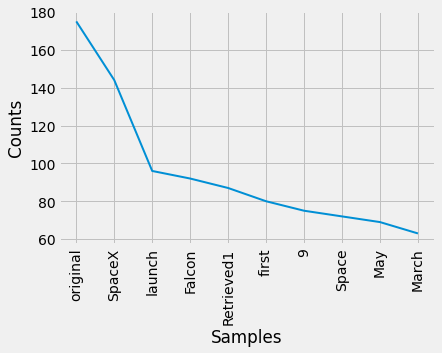 180
160
140
120
100
80
60
Counts
original
SpaceX
launch
Falcon
Retrieved1
first
9
Space
May
March
Samples